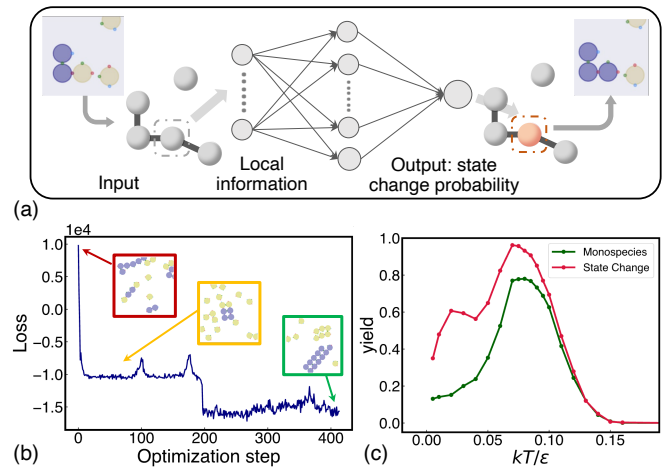 Input
Local
information
Output: state
change probability
(a)
1e4
1.0
0.5
0.0
−0.5
−1.0
−1.5
Loss
0
100
200
300
400
Optimization step
(b)
1.0
0.8
0.6
0.4
0.2
0.0
yield
Monospecies
State Change
0.00
0.05
0.10
0.15
kT/ε
(c)